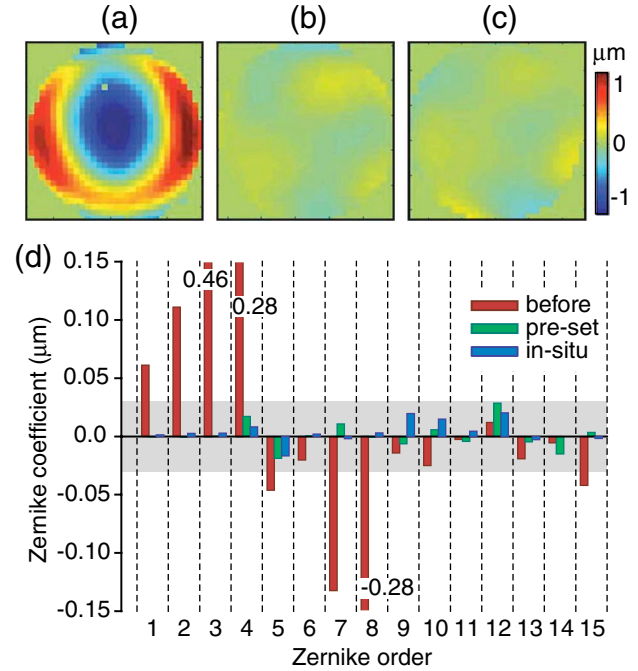 (a) (b) (c)
μm
1
0
-1
(d)
0.15
0.10
0.05
0.0
-0.05
-0.10
-0.15
Zernike coefficient (μm)
0.46
0.28
-0.28
before
pre-set
in-situ
1 2 3 4 5 6 7 8 9 10 11 12 13 14 15
Zernike order